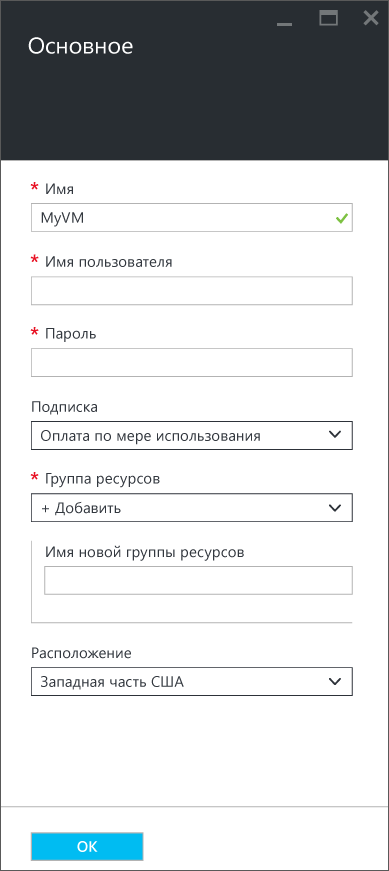 Основное
* Имя
MyVM
* Имя пользователя
* Пароль
Подписка
Оплата по мере использования
* Группа ресурсов
+ Добавить
Имя новой группы ресурсов
Расположение
Западная часть США
OK